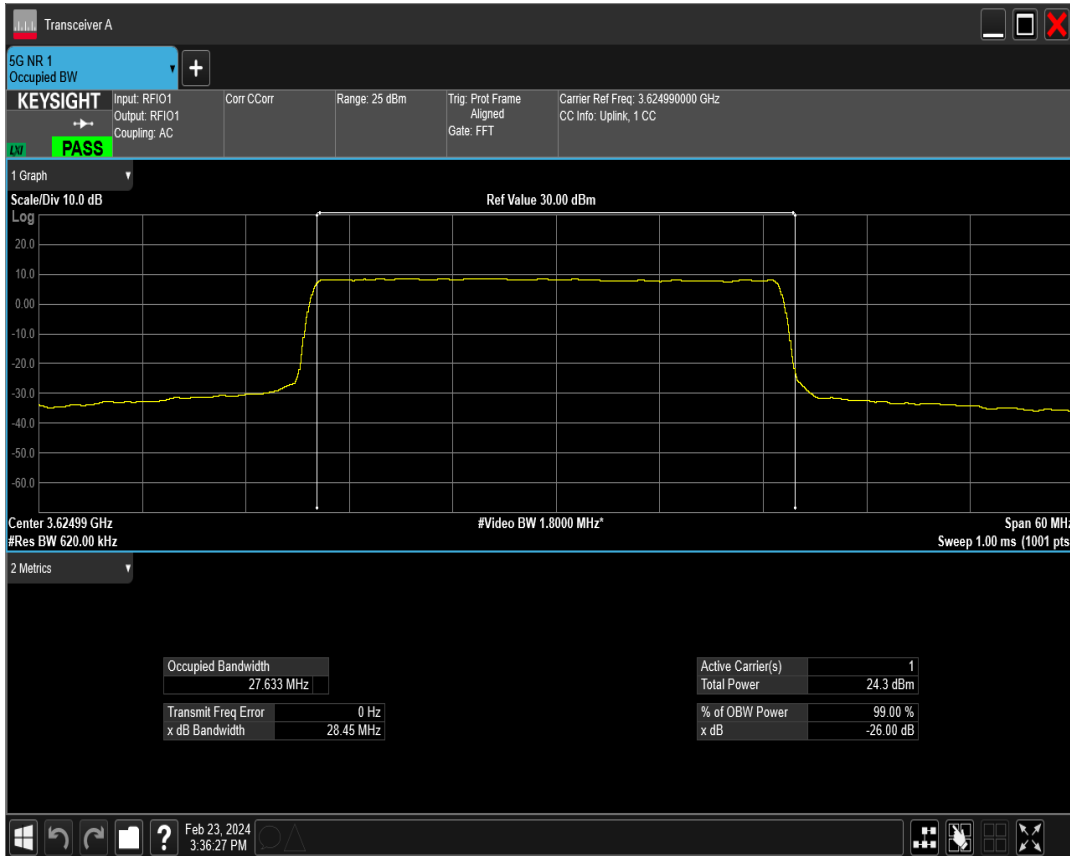 Transceiver A
5G NR 1
Occupied BW
KEYSIGHT
LXI
PASS
Input: RFIO1
Output: RFIO1
Coupling: AC
Corr CCorr
Range: 25 dBm
Trig: Prot Frame
Aligned
Gate: FFT
Carrier Ref Freq: 3.624990000 GHz
CC Info: Uplink, 1 CC
1 Graph
Scale/Div 10.0 dB
Ref Value 30.00 dBm
Log
20.0
10.0
0.00
-10.0
-20.0
-30.0
-40.0
-50.0
-60.0
Center 3.62499 GHz
#Video BW 1.8000 MHz*
Span 60 MHz
#Res BW 620.00 kHz
Sweep 1.00 ms (1001 pts
2 Metrics
Occupied Bandwidth
27.633 MHz
Transmit Freq Error 0 Hz
x dB Bandwidth 28.45 MHz
Active Carrier(s) 1
Total Power 24.3 dBm
% of OBW Power 99.00 %
x dB -26.00 dB
?
Feb 23, 2024
3:36:27 PM